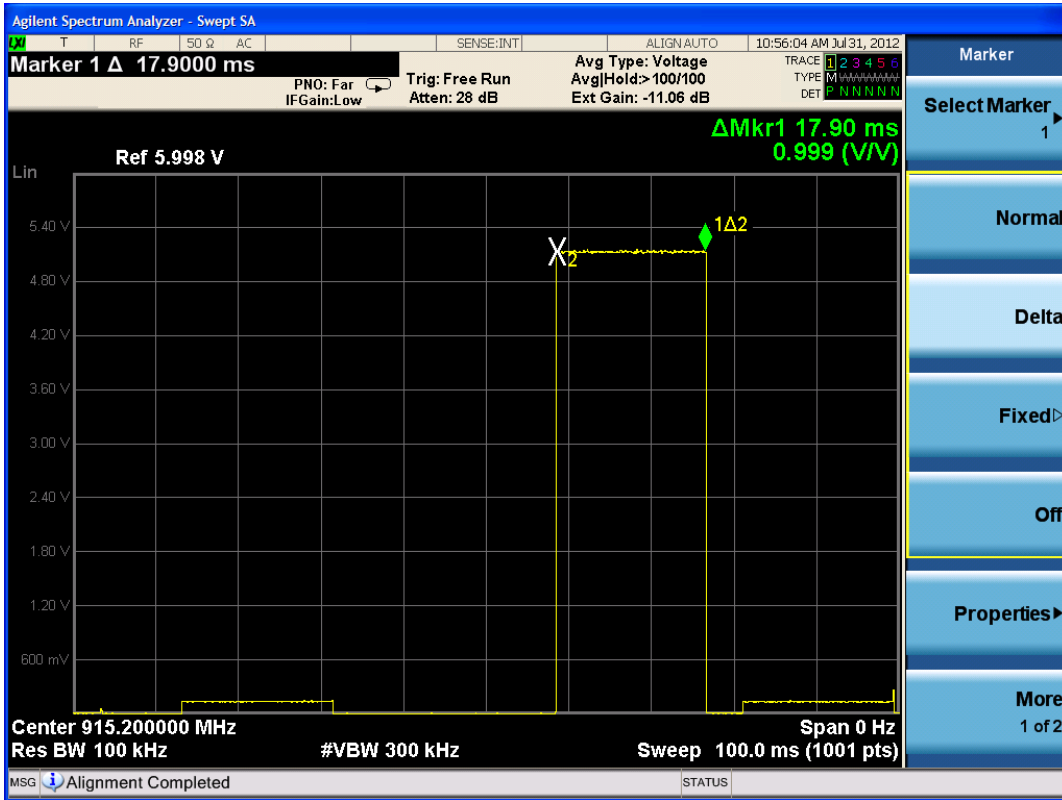 Agilent Spectrum Analyzer - Swept SA
LXI T RF 50 Ω AC SENSE:INT ALIGN AUTO 10:56:04 AM Jul 31, 2012
Marker 1 Δ 17.9000 ms
PNO: Far
IFGain:Low
Trig: Free Run
Atten: 28 dB
Avg Type: Voltage
Avg|Hold:>100/100
Ext Gain: -11.06 dB
TRACE 1 2 3 4 5 6
TYPE M
DET P N N N N N
ΔMkr1 17.90 ms
0.999 (V/V)
Ref 5.998 V
Lin
5.40 V
4.80 V
4.20 V
3.60 V
3.00 V
2.40 V
1.80 V
1.20 V
600 mV
1Δ2
X2
Center 915.200000 MHz
Span 0 Hz
Res BW 100 kHz
#VBW 300 kHz
Sweep 100.0 ms (1001 pts)
MSG Alignment Completed
STATUS
Marker
Select Marker
1
Normal
Delta
Fixed
Off
Properties
More
1 of 2